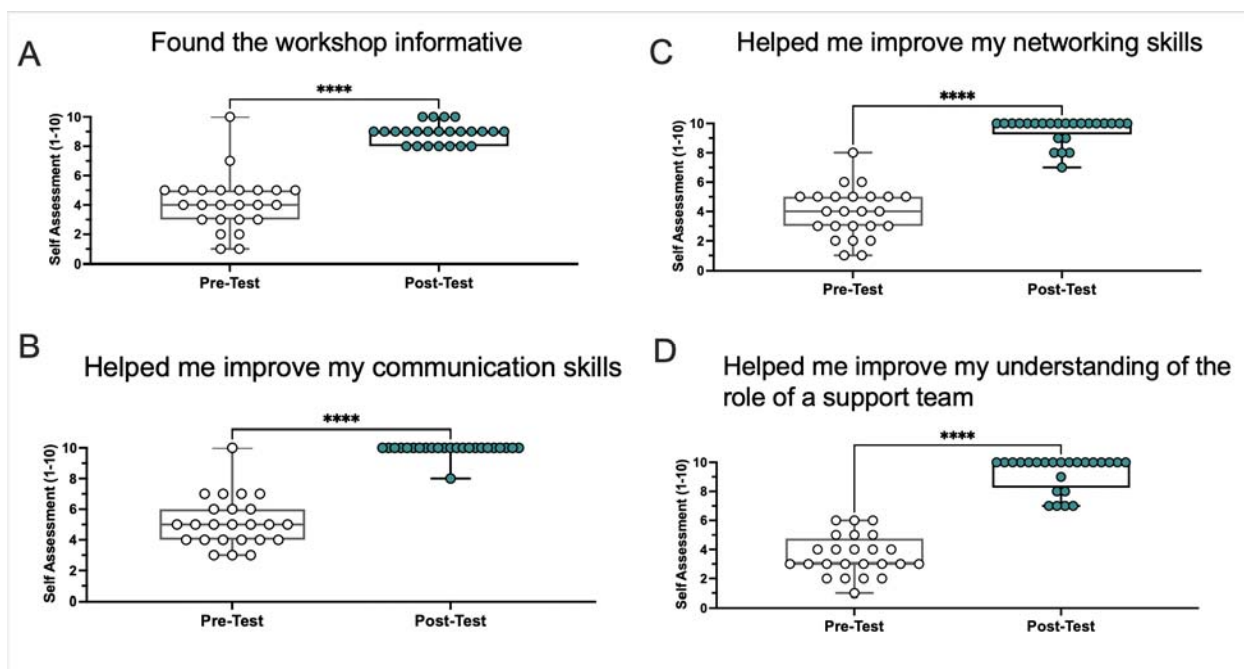 A
Found the workshop informative
****
Self Assessment (1-10)
10
8
6
4
2
0
Pre-Test
Post-Test
B
Helped me improve my communication skills
****
Self Assessment (1-10)
10
8
6
4
2
0
Pre-Test
Post-Test
C
Helped me improve my networking skills
****
Self Assessment (1-10)
10
8
6
4
2
0
Pre-Test
Post-Test
D
Helped me improve my understanding of the
role of a support team
****
Self Assessment (1-10)
10
8
6
4
2
0
Pre-Test
Post-Test